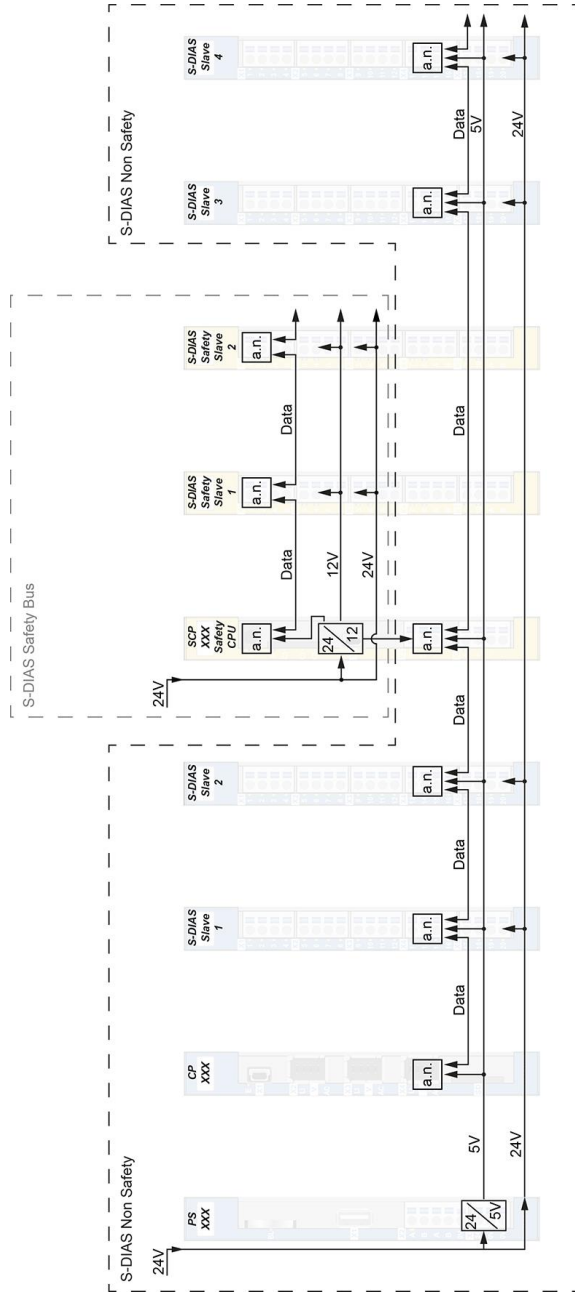 S-DIAS Non Safety
24V
PS
XXX
24
5V
5V
24V
CP
XXX
a.n.
Data
S-DIAS
Slave
1
a.n.
Data
S-DIAS
Slave
2
a.n.
Data
S-DIAS Safety Bus
24V
SCP
XXX
Safety
CPU
a.n.
24
12
a.n.
Data
12V
24V
S-DIAS
Safety
Slave
1
a.n.
Data
S-DIAS
Safety
Slave
2
a.n.
Data
S-DIAS Non Safety
S-DIAS
Slave
3
a.n.
Data
5V
24V
S-DIAS
Slave
4
a.n.